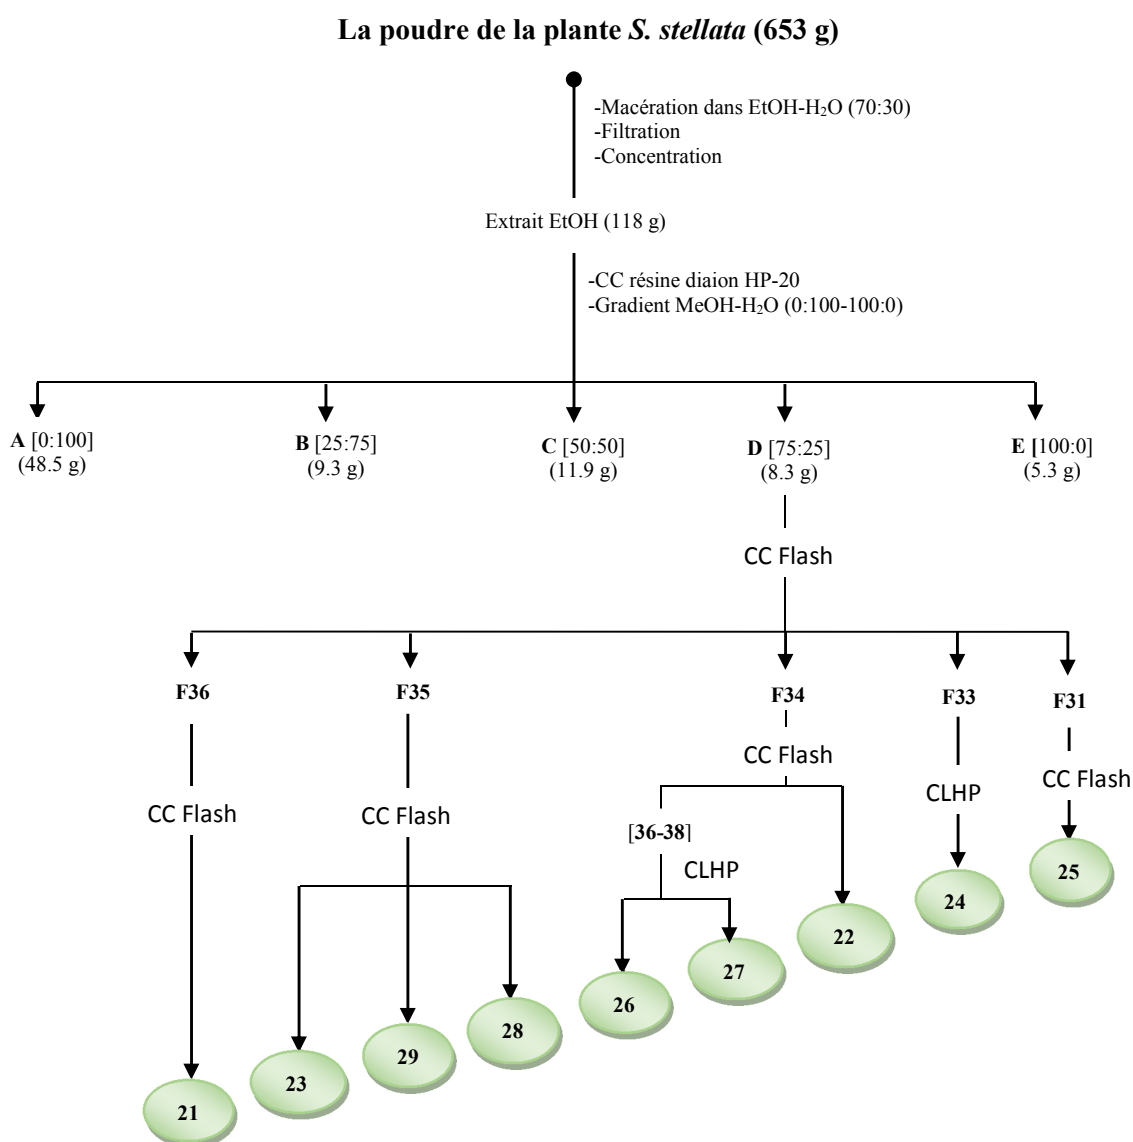 La poudre de la plante S. stellata (653 g)
-Macération dans EtOH-H₂O (70:30)
-Filtration
-Concentration
Extrait EtOH (118 g)
-CC résine diaion HP-20
-Gradient MeOH-H₂O (0:100-100:0)
A [0:100]
(48.5 g)
B [25:75]
(9.3 g)
C [50:50]
(11.9 g)
D [75:25]
(8.3 g)
E [100:0]
(5.3 g)
CC Flash
F36
F35
F34
F33
F31
CC Flash
CC Flash
CC Flash
CLHP
CC Flash
[36-38]
CLHP
25
24
22
27
26
28
29
23
21